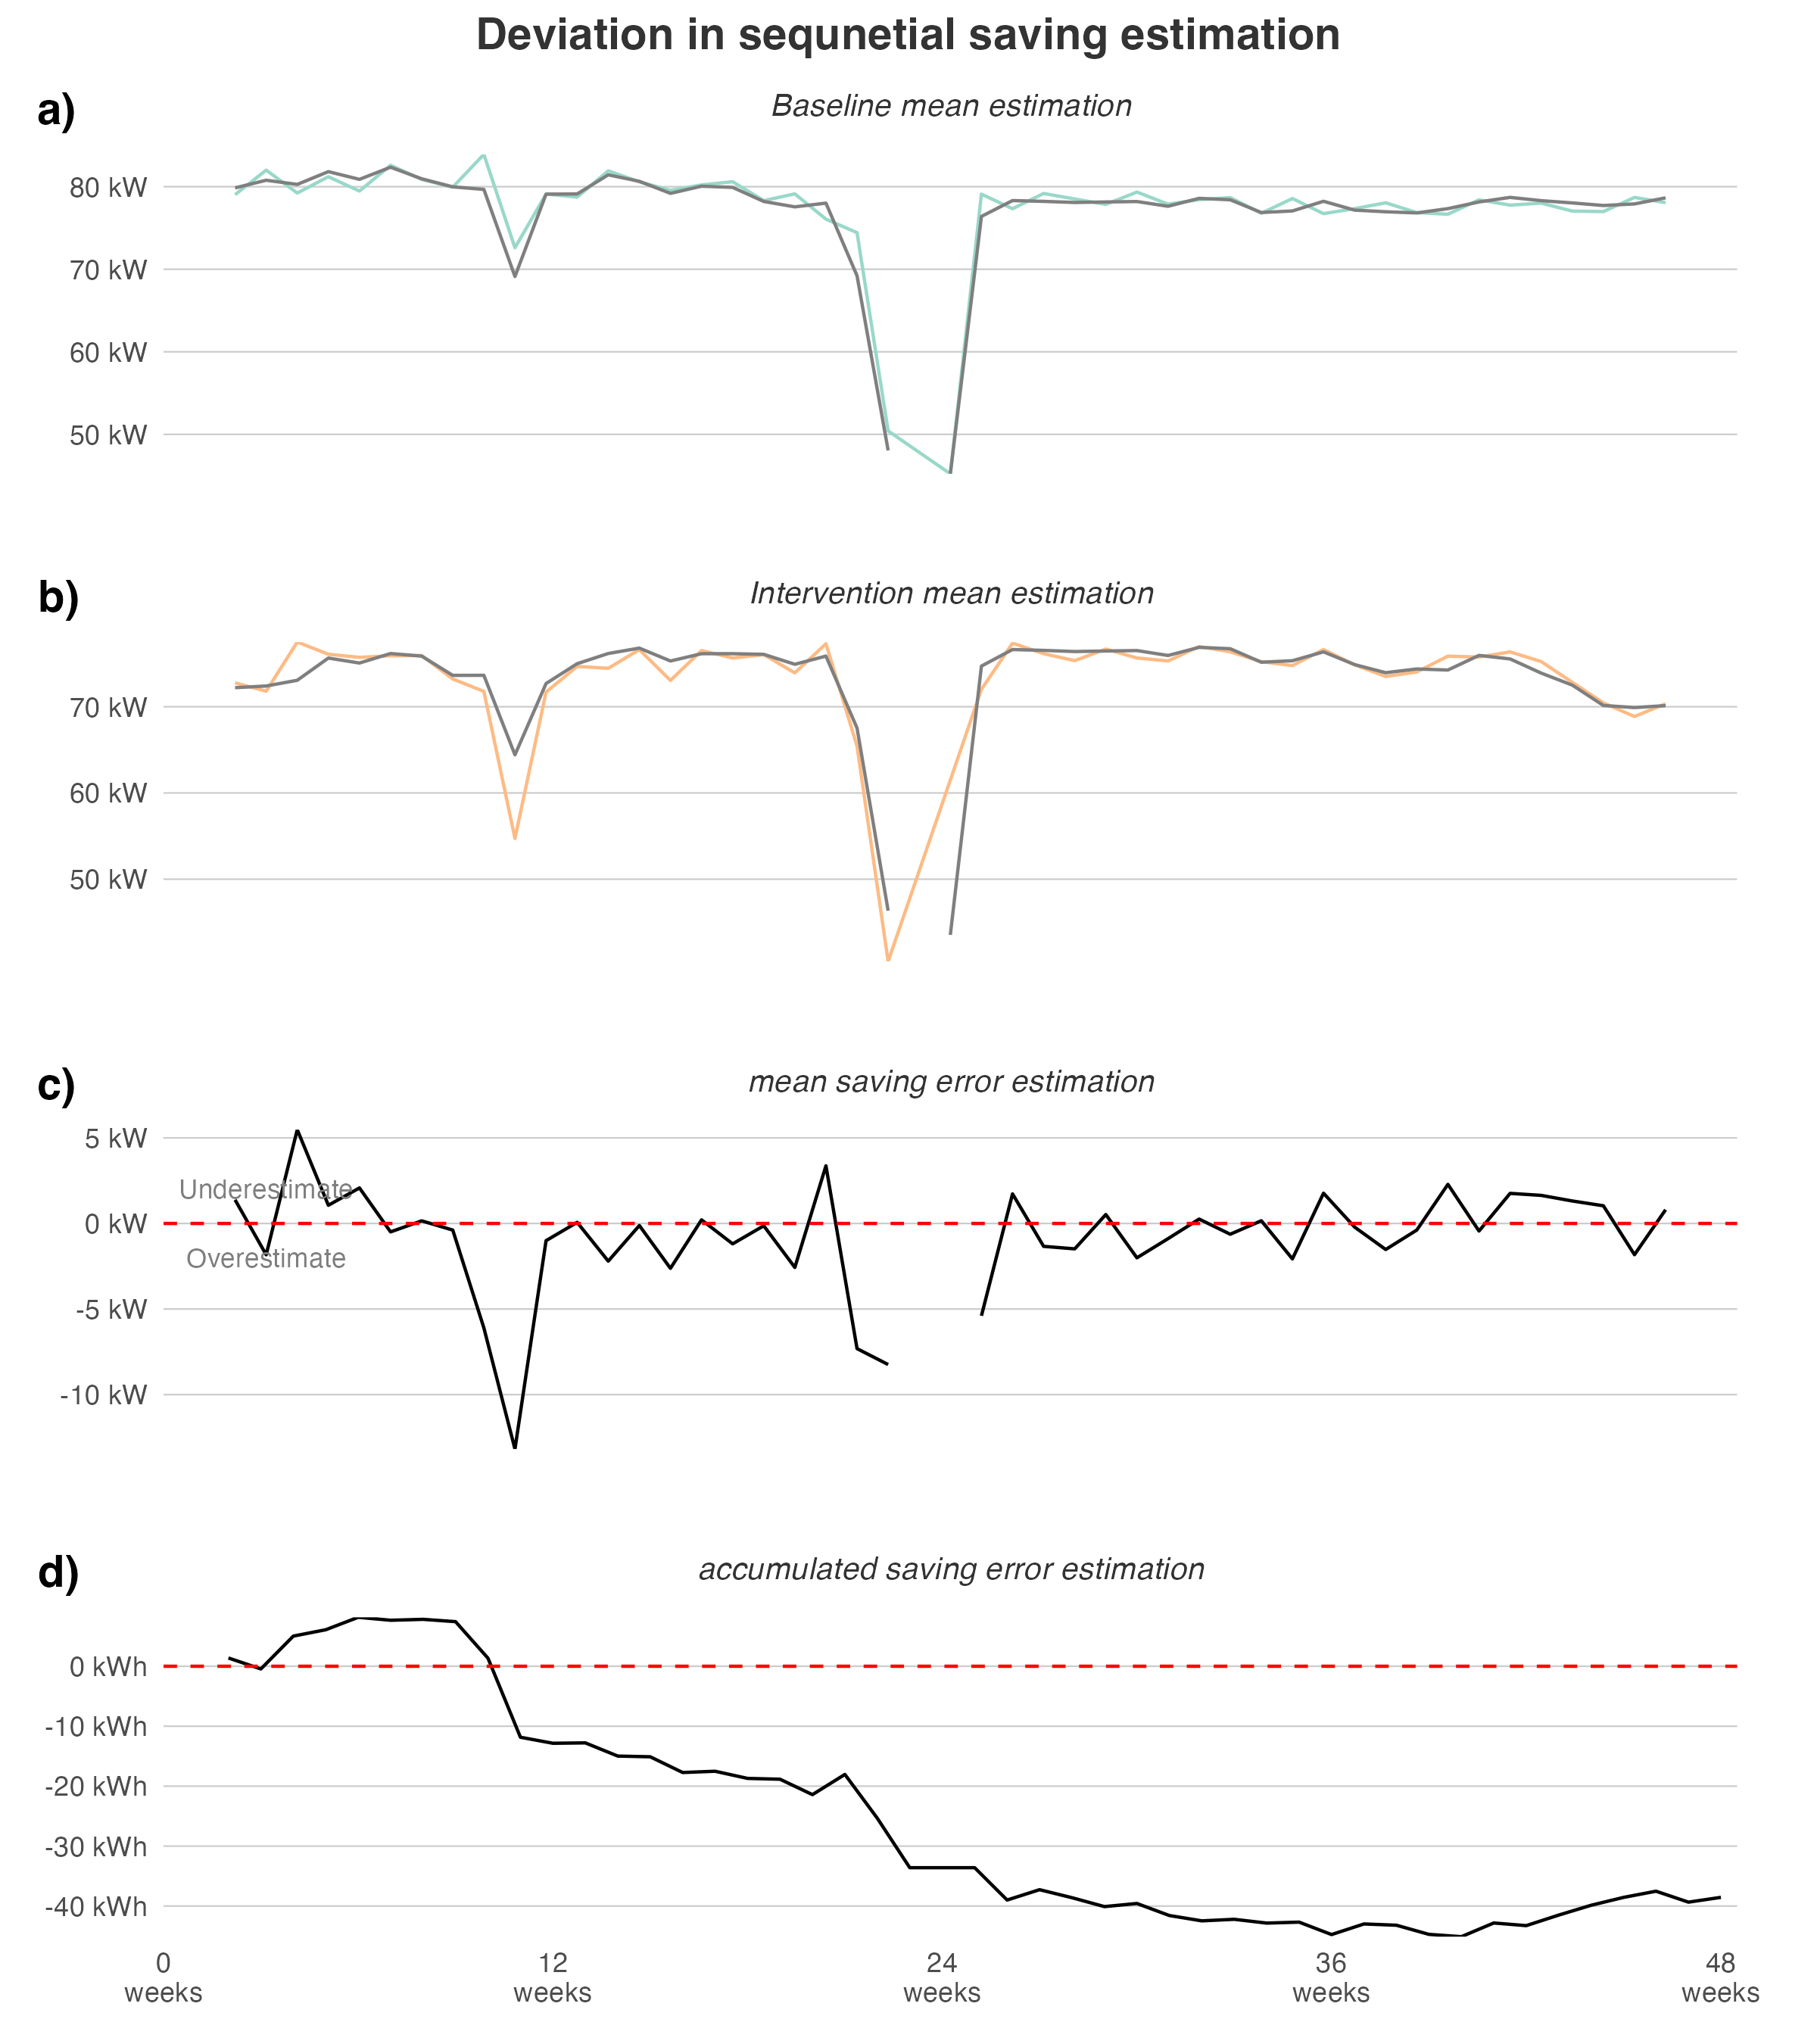 Deviation in sequnetial saving estimation
a)
Baseline mean estimation
80 kW
70 kW
60 kW
50 kW
b)
Intervention mean estimation
70 kW
60 kW
50 kW
c)
mean saving error estimation
5 kW
Underestimate
0 kW
Overestimate
-5 kW
-10 kW
d)
accumulated saving error estimation
0 kWh
-10 kWh
-20 kWh
-30 kWh
-40 kWh
0 12 24 36 48
weeks weeks weeks weeks weeks